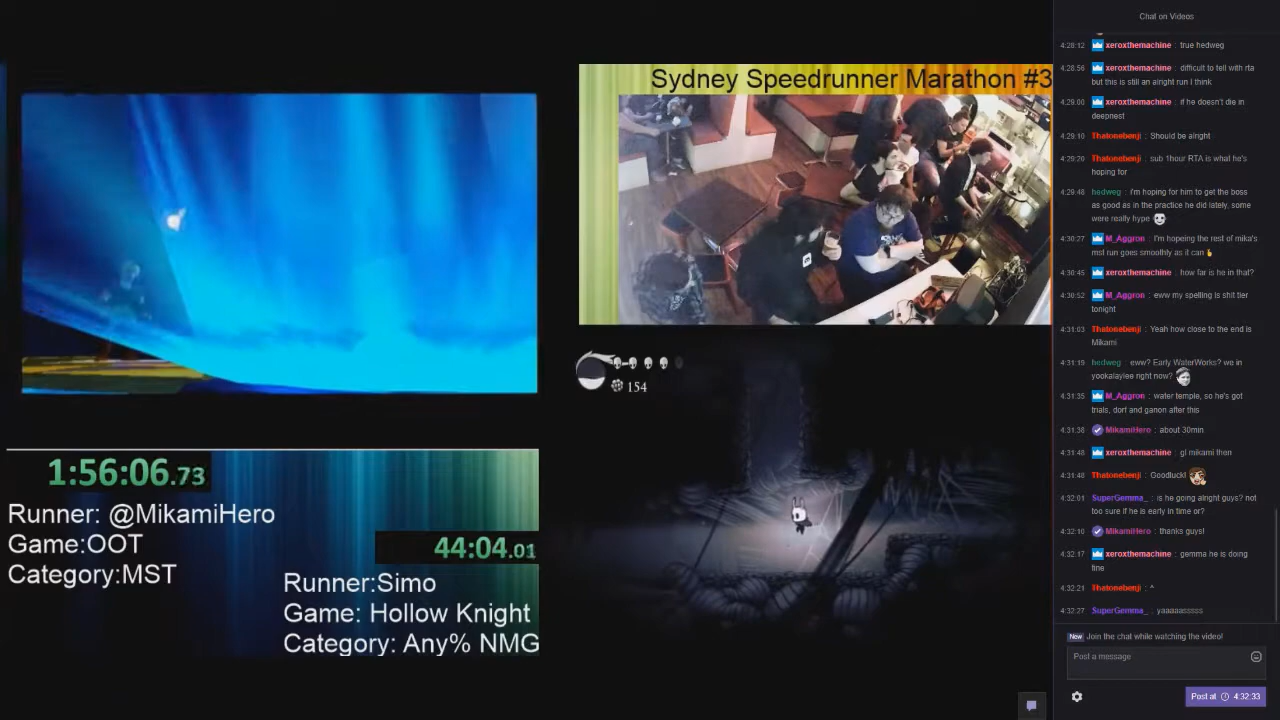 Sydney Speedrunner Marathon #3
154
1:56:06.73
Runner: @MikamiHero
Game:OOT
Category:MST
44:04.01
Runner:Simo
Game: Hollow Knight
Category: Any% NMG
Chat on Videos
4:28:12 xeroxthemachine : true hedweg
4:28:56 xeroxthemachine : difficult to tell with rta
but this is still an alright run I think
4:29:00 xeroxthemachine : if he doesn't die in
deepnest
4:29:10 Thatonebenji : Should be alright
4:29:20 Thatonebenji : sub 1hour RTA is what he's
hoping for
4:29:46 hedweg : i'm hoping for him to get the boss
as good as in the practice he did lately, some
were really hype
4:30:27 M_Aggron : I'm hopeing the rest of mika's
mst run goes smoothly as it can
4:30:45 xeroxthemachine : how far is he in that?
4:30:52 M_Aggron : eww my spelling is shit tier
tonight
4:31:03 Thatonebenji : Yeah how close to the end is
Mikami
4:31:19 hedweg : eww? Early WaterWorks? we in
yookalaylee right now?
4:31:35 M_Aggron : water temple, so he's got
trials, dorf and ganon after this
4:31:36 MikamiHero : about 30min
4:31:48 xeroxthemachine : gl mikami then
4:31:48 Thatonebenji : Goodluck!
4:32:01 SuperGemma_ : is he going alright guys? not
too sure if he is early in time or?
4:32:10 MikamiHero : thanks guys!
4:32:17 xeroxthemachine : gemma he is doing
fine
4:32:21 Thatonebenji : ^
4:32:27 SuperGemma_ : yaaaaasssss
New Join the chat while watching the video!
Post a message
Post at 4:32:33